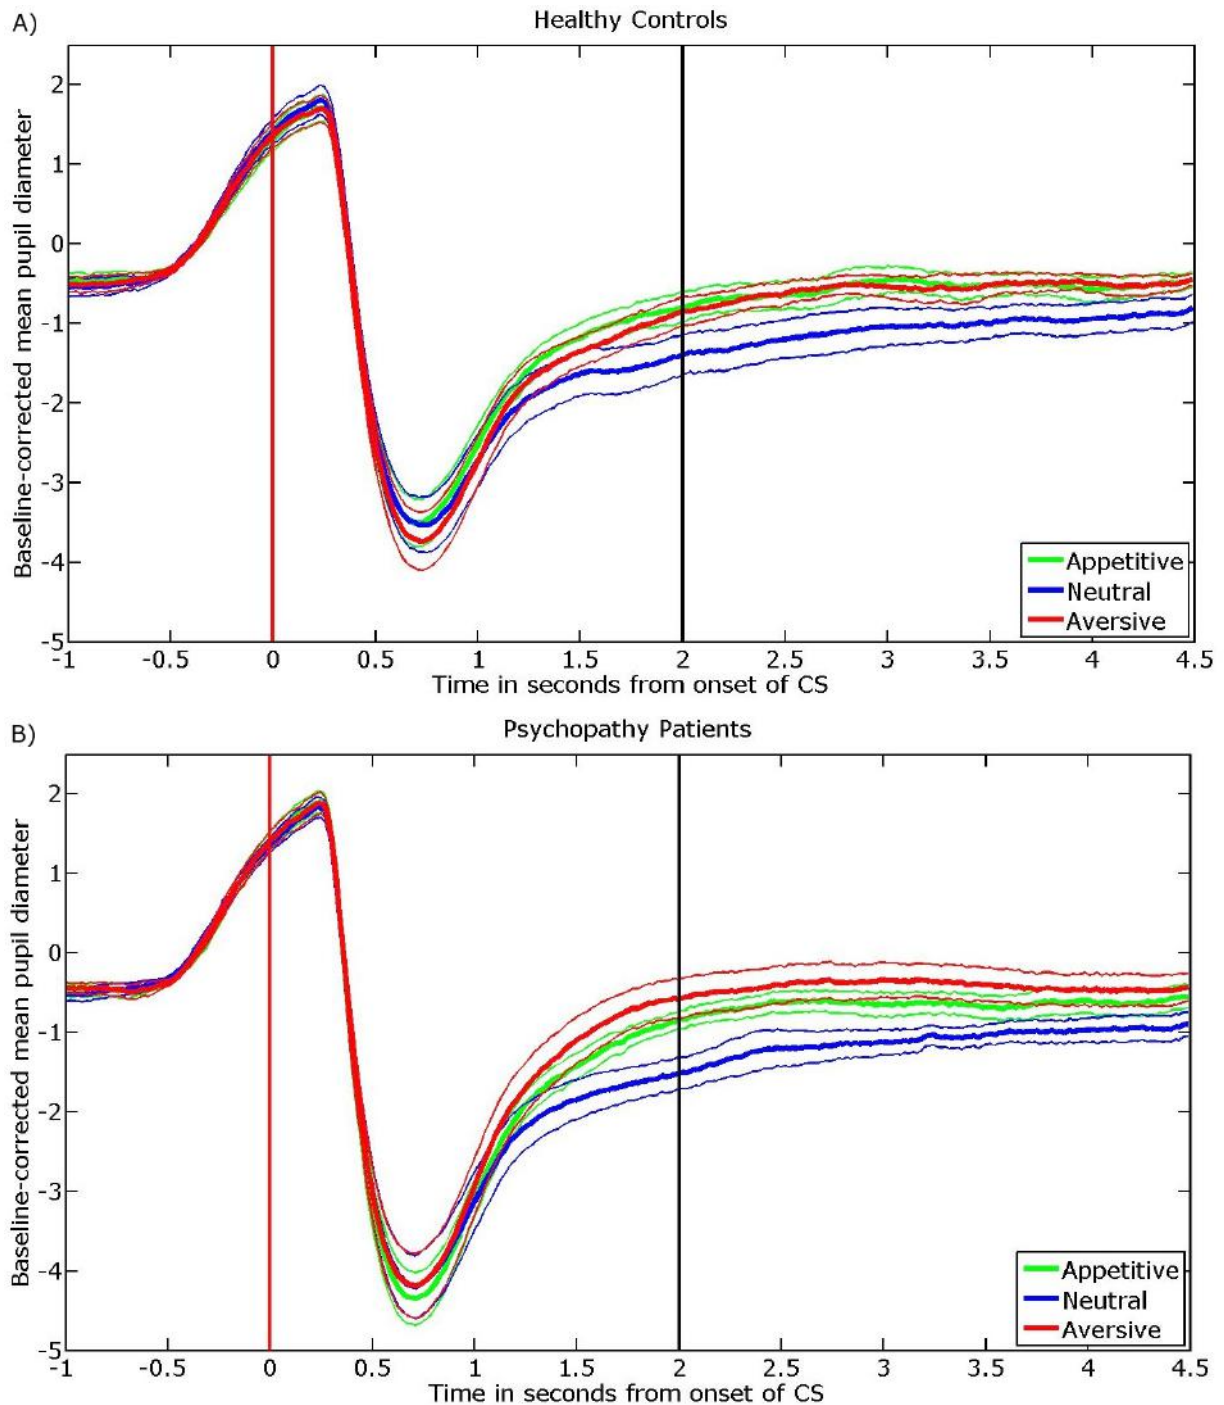 A)
Healthy Controls
Baseline-corrected mean pupil diameter
2
1
0
-1
-2
-3
-4
-5
Appetitive
Neutral
Aversive
-1 -0.5 0 0.5 1 1.5 2 2.5 3 3.5 4 4.5
Time in seconds from onset of CS
B)
Psychopathy Patients
Baseline-corrected mean pupil diameter
2
1
0
-1
-2
-3
-4
-5
Appetitive
Neutral
Aversive
-1 -0.5 0 0.5 1 1.5 2 2.5 3 3.5 4 4.5
Time in seconds from onset of CS